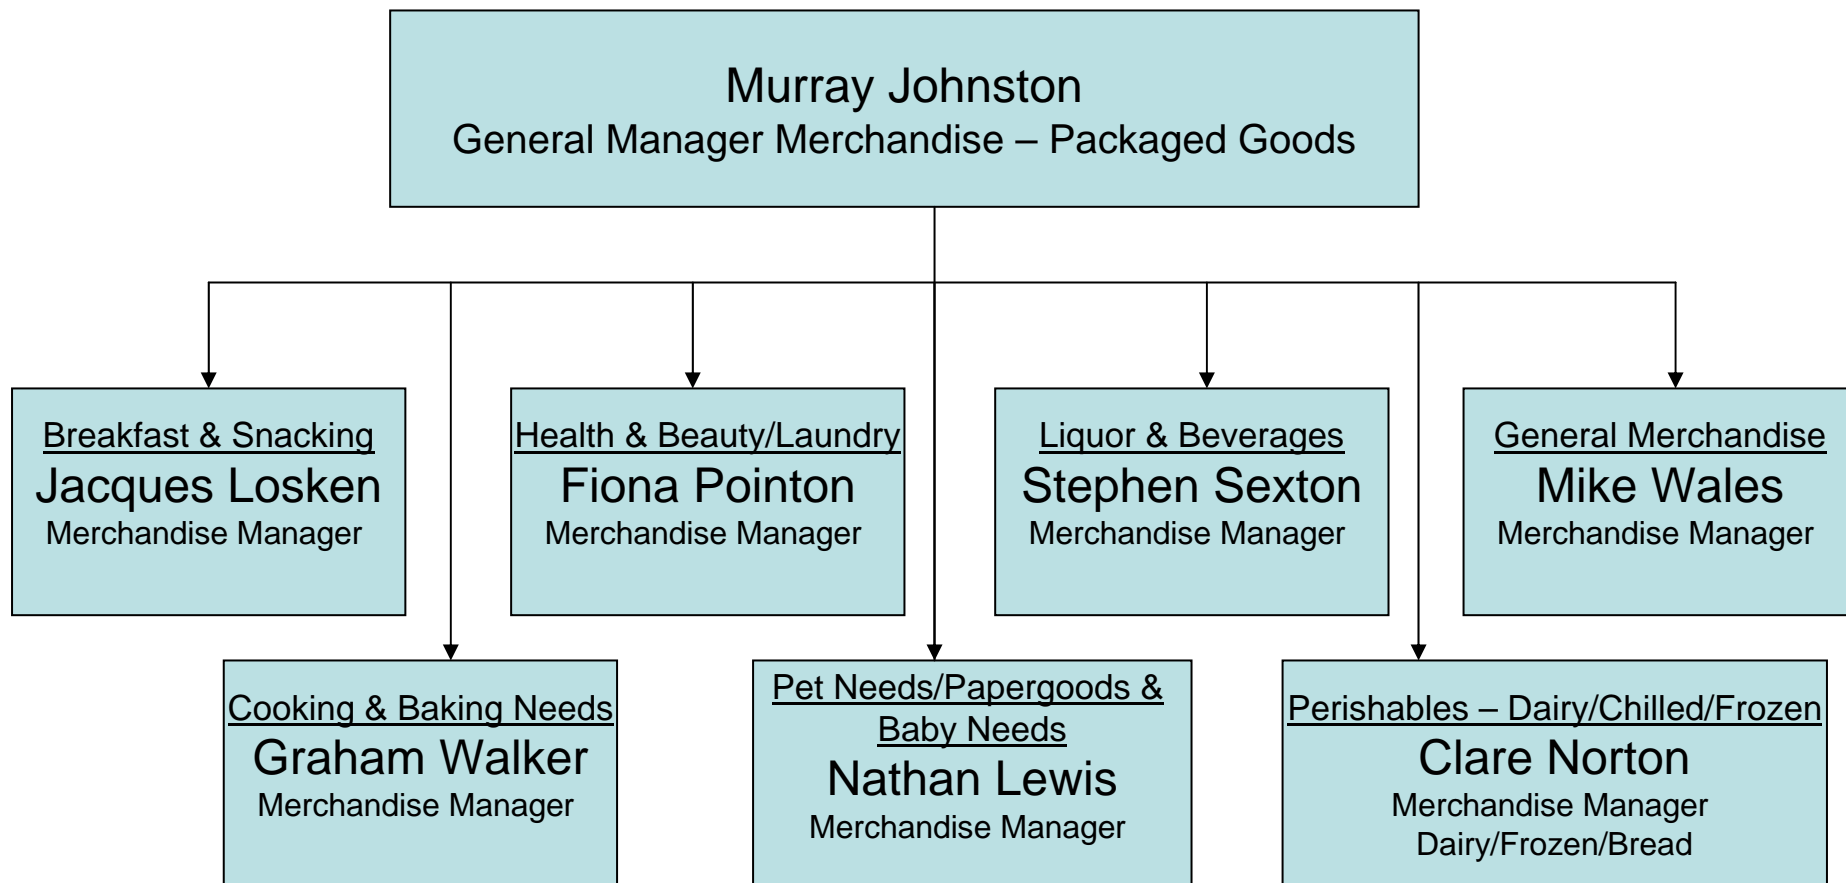 Murray Johnston
General Manager Merchandise – Packaged Goods
Breakfast & Snacking
Jacques Losken
Merchandise Manager
Health & Beauty/Laundry
Fiona Pointon
Merchandise Manager
Liquor & Beverages
Stephen Sexton
Merchandise Manager
General Merchandise
Mike Wales
Merchandise Manager
Cooking & Baking Needs
Graham Walker
Merchandise Manager
Pet Needs/Papergoods &
Baby Needs
Nathan Lewis
Merchandise Manager
Perishables – Dairy/Chilled/Frozen
Clare Norton
Merchandise Manager
Dairy/Frozen/Bread